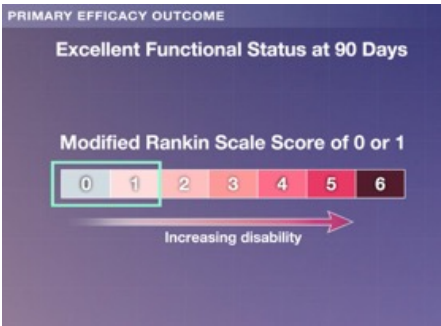 PRIMARY EFFICACY OUTCOME
Excellent Functional Status at 90 Days
Modified Rankin Scale Score of 0 or 1
0 1 2 3 4 5 6
Increasing disability